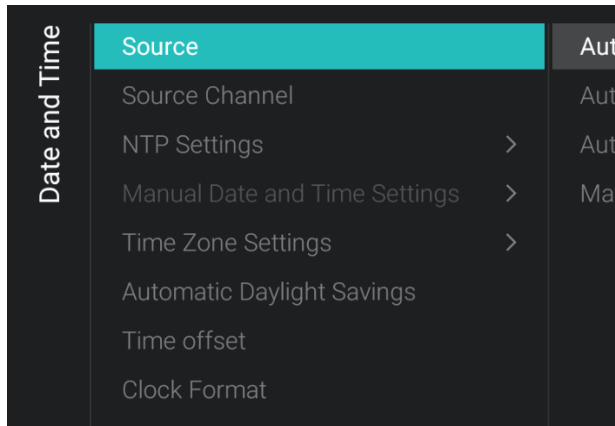 Date and Time
Source
Source Channel
NTP Settings
Manual Date and Time Settings
Time Zone Settings
Automatic Daylight Savings
Time offset
Clock Format
Aut
Aut
Aut
Ma